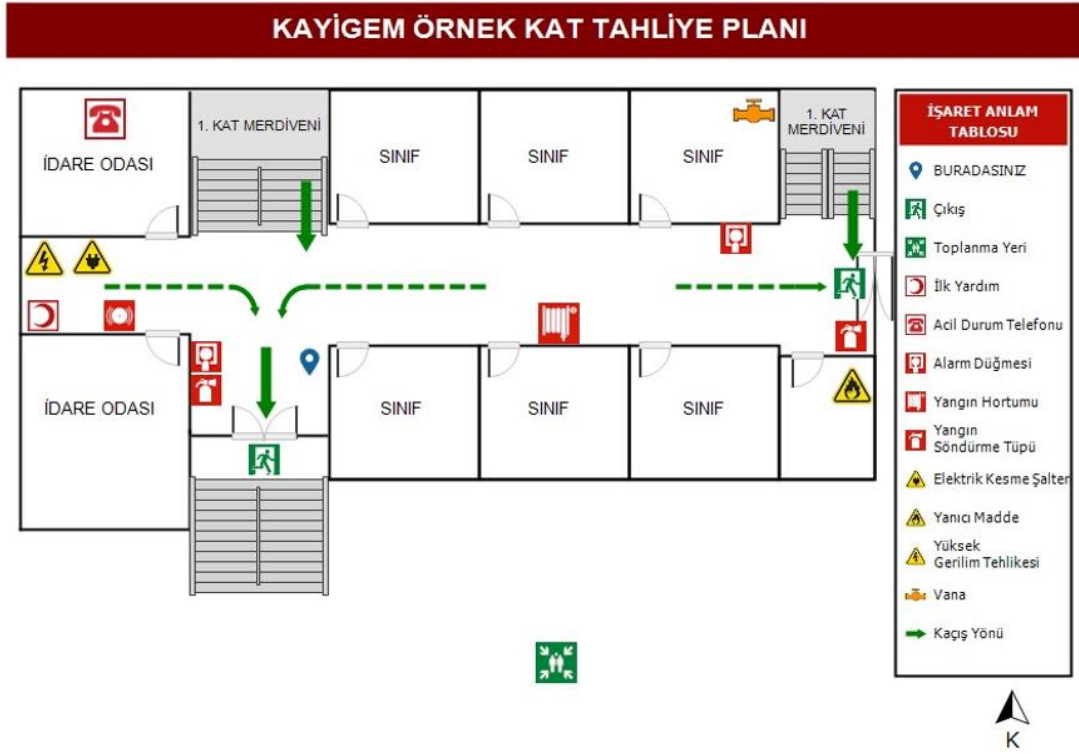 KAYİGEM ÖRNEK KAT TAHLİYE PLANI
İDARE ODASI
1. KAT MERDİVENİ
SINIF
SINIF
SINIF
1. KAT
MERDİVENİ
İDARE ODASI
SINIF
SINIF
SINIF
İŞARET ANLAM
TABLOSU
BURADASINIZ
Çıkış
Toplanma Yeri
İlk Yardım
Acil Durum Telefonu
Alarm Düğmesi
Yangın Hortumu
Yangın
Söndürme Tüpü
Elektrik Kesme Şalter
Yanıcı Madde
Yüksek
Gerilim Tehlikesi
Vana
Kaçış Yönü
K